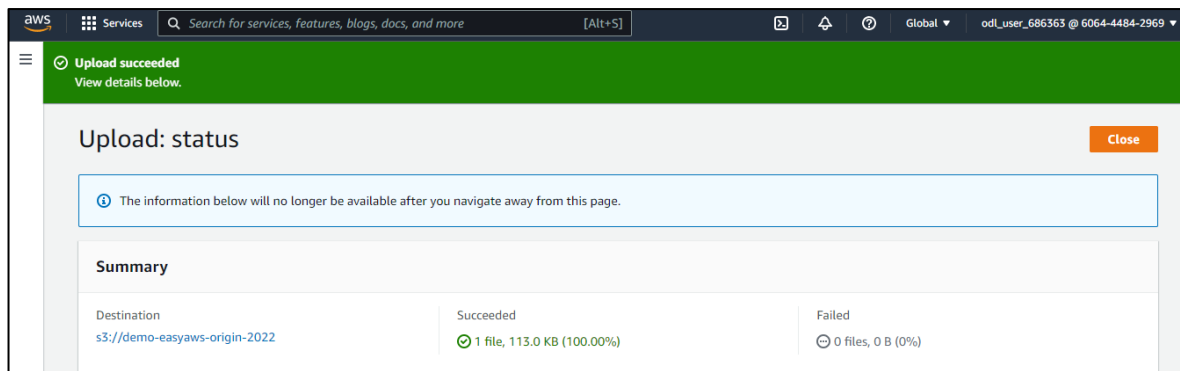 aws Services Search for services, features, blogs, docs, and more [Alt+S] Global odl_user_686363 @ 6064-4484-2969
Upload succeeded
View details below.
Upload: status Close
The information below will no longer be available after you navigate away from this page.
Summary
Destination Succeeded Failed
s3://demo-easyaws-origin-2022 1 file, 113.0 KB (100.00%) 0 files, 0 B (0%)